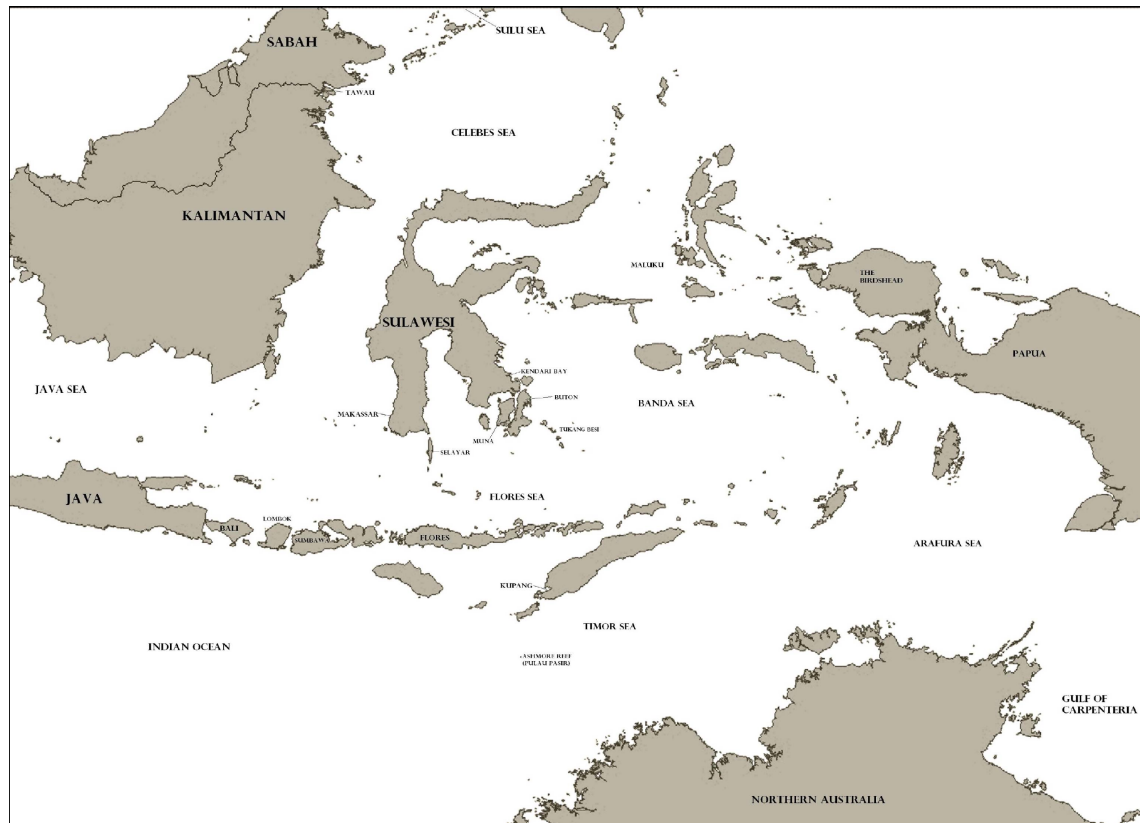 SULU SEA
SABAH
TAWAU
CELEBES SEA
KALIMANTAN
MALUKU
THE
BIRDSHEAD
SULAWESI
PAPUA
KENDARI BAY
JAVA SEA
BUTON
BANDA SEA
MAKASSAR
TUKANG BESI
MUNA
SELAYAR
JAVA
FLORES SEA
LOMBOK
BALI
SUMBAWA
FLORES
ARAFURA SEA
KUPANG
TIMOR SEA
INDIAN OCEAN
ASHMORE REEF
(PULAU PASIR)
GULF OF
CARPENTERIA
NORTHERN AUSTRALIA